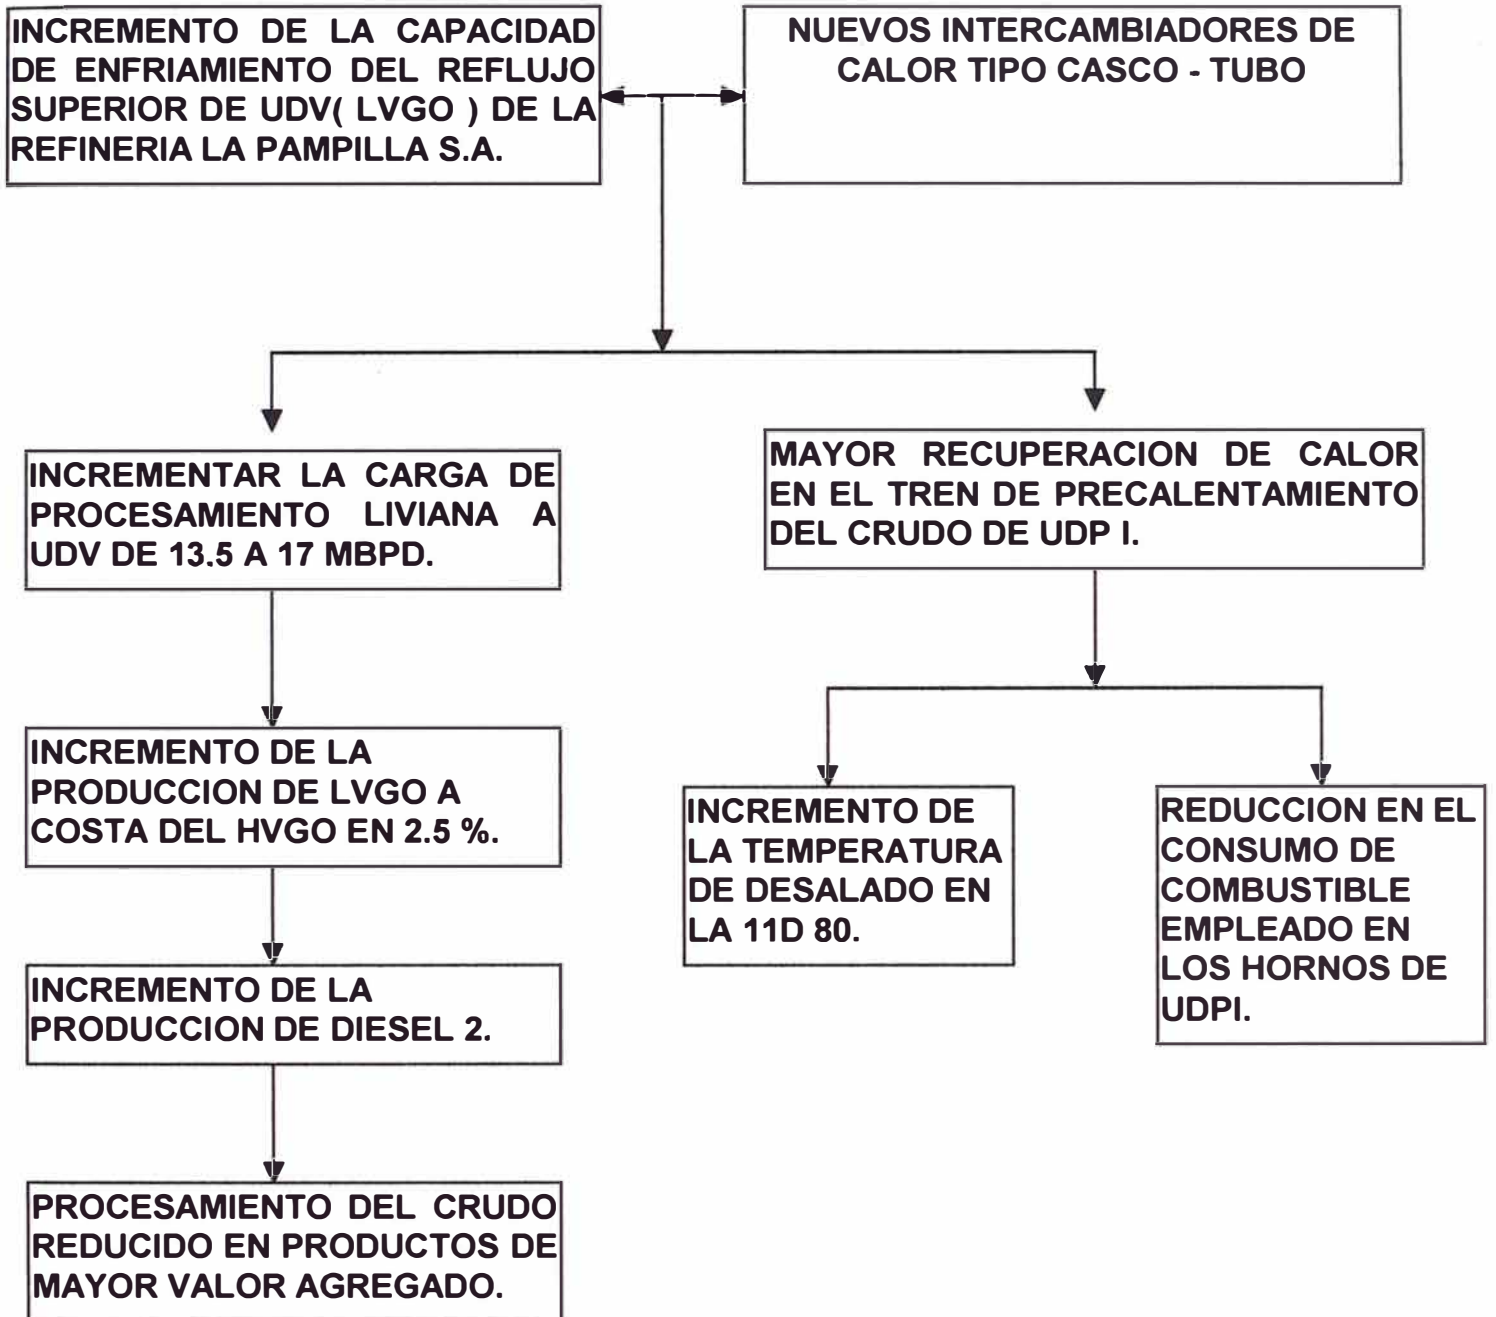 INCREMENTO DE LA CAPACIDAD
DE ENFRIAMIENTO DEL REFLUJO
SUPERIOR DE UDV( LVGO ) DE LA
REFINERIA LA PAMPILLA S.A.
NUEVOS INTERCAMBIADORES DE
CALOR TIPO CASCO - TUBO
INCREMENTAR LA CARGA DE
PROCESAMIENTO LIVIANA A
UDV DE 13.5 A 17 MBPD.
MAYOR RECUPERACION DE CALOR
EN EL TREN DE PRECALENTAMIENTO
DEL CRUDO DE UDP I.
INCREMENTO DE LA
PRODUCCION DE LVGO A
COSTA DEL HVGO EN 2.5 %.
INCREMENTO DE
LA TEMPERATURA
DE DESALADO EN
LA 11D 80.
REDUCCION EN EL
CONSUMO DE
COMBUSTIBLE
EMPLEADO EN
LOS HORNOS DE
UDPI.
INCREMENTO DE LA
PRODUCCION DE DIESEL 2.
PROCESAMIENTO DEL CRUDO
REDUCIDO EN PRODUCTOS DE
MAYOR VALOR AGREGADO.